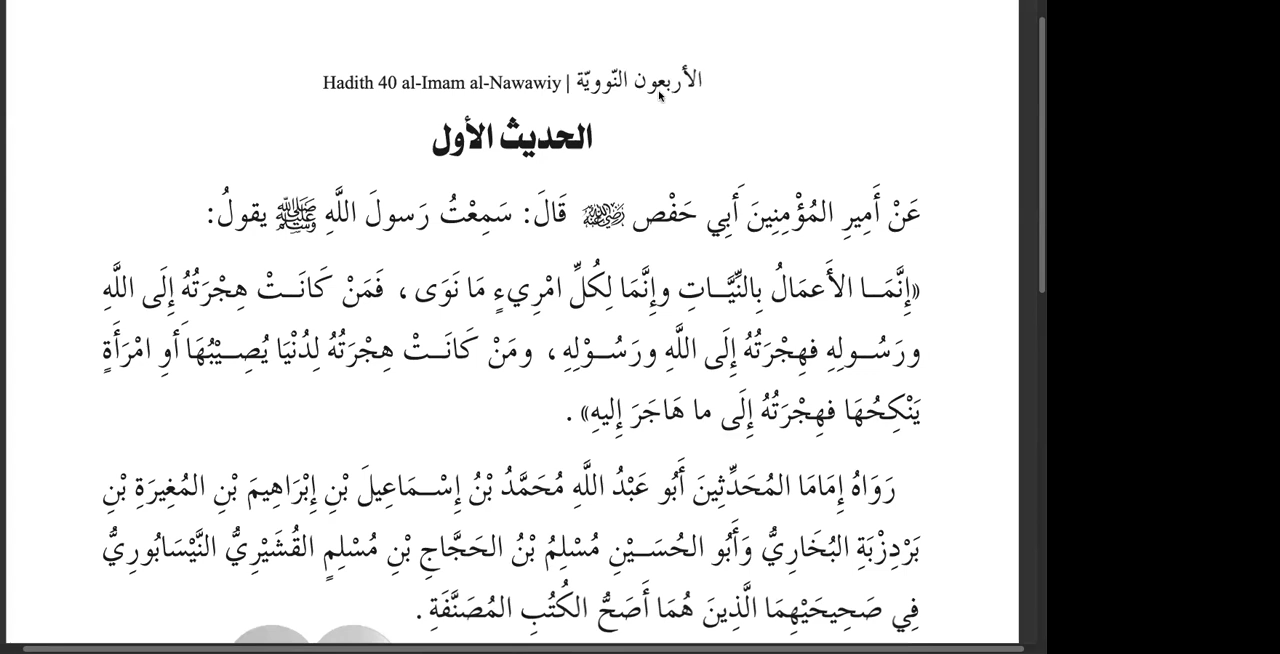 الأربعون النّوويّة | Hadith 40 al-Imam al-Nawawiy
الحديث الأول
عَنْ أَمِيرِ المُؤْمِنِينَ أَبِي حَفْص ﵁ قَالَ: سَمِعْتُ رَسولَ اللَّهِ ﷺ يقولُ:
«إِنَّمَـا الأَعمَالُ بِالنِّيَّـاتِ وإِنَّمَا لِكُلِّ امْرِيءٍ مَا نَوَى ، فَمَنْ كَانَـتْ هِجْرَتُهُ إِلَى اللَّهِ
ورَسُـولِهِ فهِجْرَتُهُ إِلَى اللَّهِ ورَسُـوْلِهِ ، ومَنْ كَانَـتْ هِجْرَتُهُ لِدُنْيَا يُصِـيْبُهَا أَوِ امْرَأَةٍ
يَنْكِحُهَا فهِجْرَتُهُ إِلَى ما هَاجَرَ إِليهِ» .
رَوَاهُ إِمَامَا المُحَدِّثِينَ أَبُو عَبْدُ اللَّهِ مُحَمَّدُ بْنُ إِسْـمَاعِيلَ بْنِ إِبْرَاهِيمَ بْنِ المُغِيرَةِ بْنِ
بَرْدِزْبَةِ البُخَارِيُّ وَأَبُو الحُسَـيْنِ مُسْلِمُ بْنُ الحَجَّاجِ بْنِ مُسْلِمٍ القُشَيْرِيُّ النَّيْسَابُورِيُّ
فِي صَحِيحَيْهِمَا الَّذِينَ هُمَا أَصَحُّ الكُتُبِ المُصَنَّفَةِ .